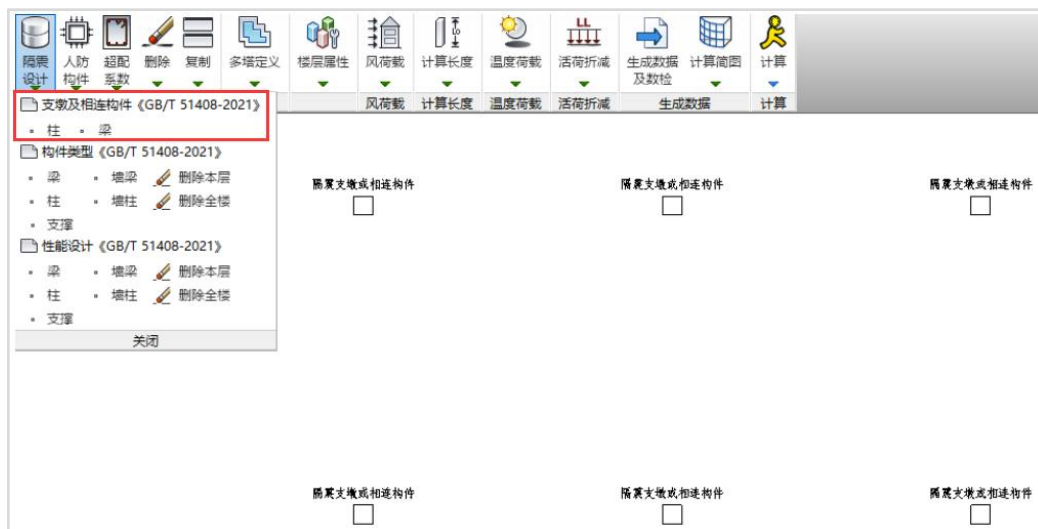 隔震 人防 超配 删除 复制 多塔定义 楼层属性 风荷载 计算长度 温度荷载 活荷折减 生成数据 计算简图 计算
设计 构件 系数 及数检
风荷载 计算长度 温度荷载 活荷折减 生成数据 计算
支墩及相连构件《GB/T 51408-2021》
柱 梁
构件类型《GB/T 51408-2021》
梁 墙梁 删除本层
柱 墙柱 删除全楼
支撑
性能设计《GB/T 51408-2021》
梁 墙梁 删除本层
柱 墙柱 删除全楼
支撑
关闭
隔震支墩或相连构件 隔震支墩或相连构件 隔震支墩或相连构件
隔震支墩或相连构件 隔震支墩或相连构件 隔震支墩或相连构件